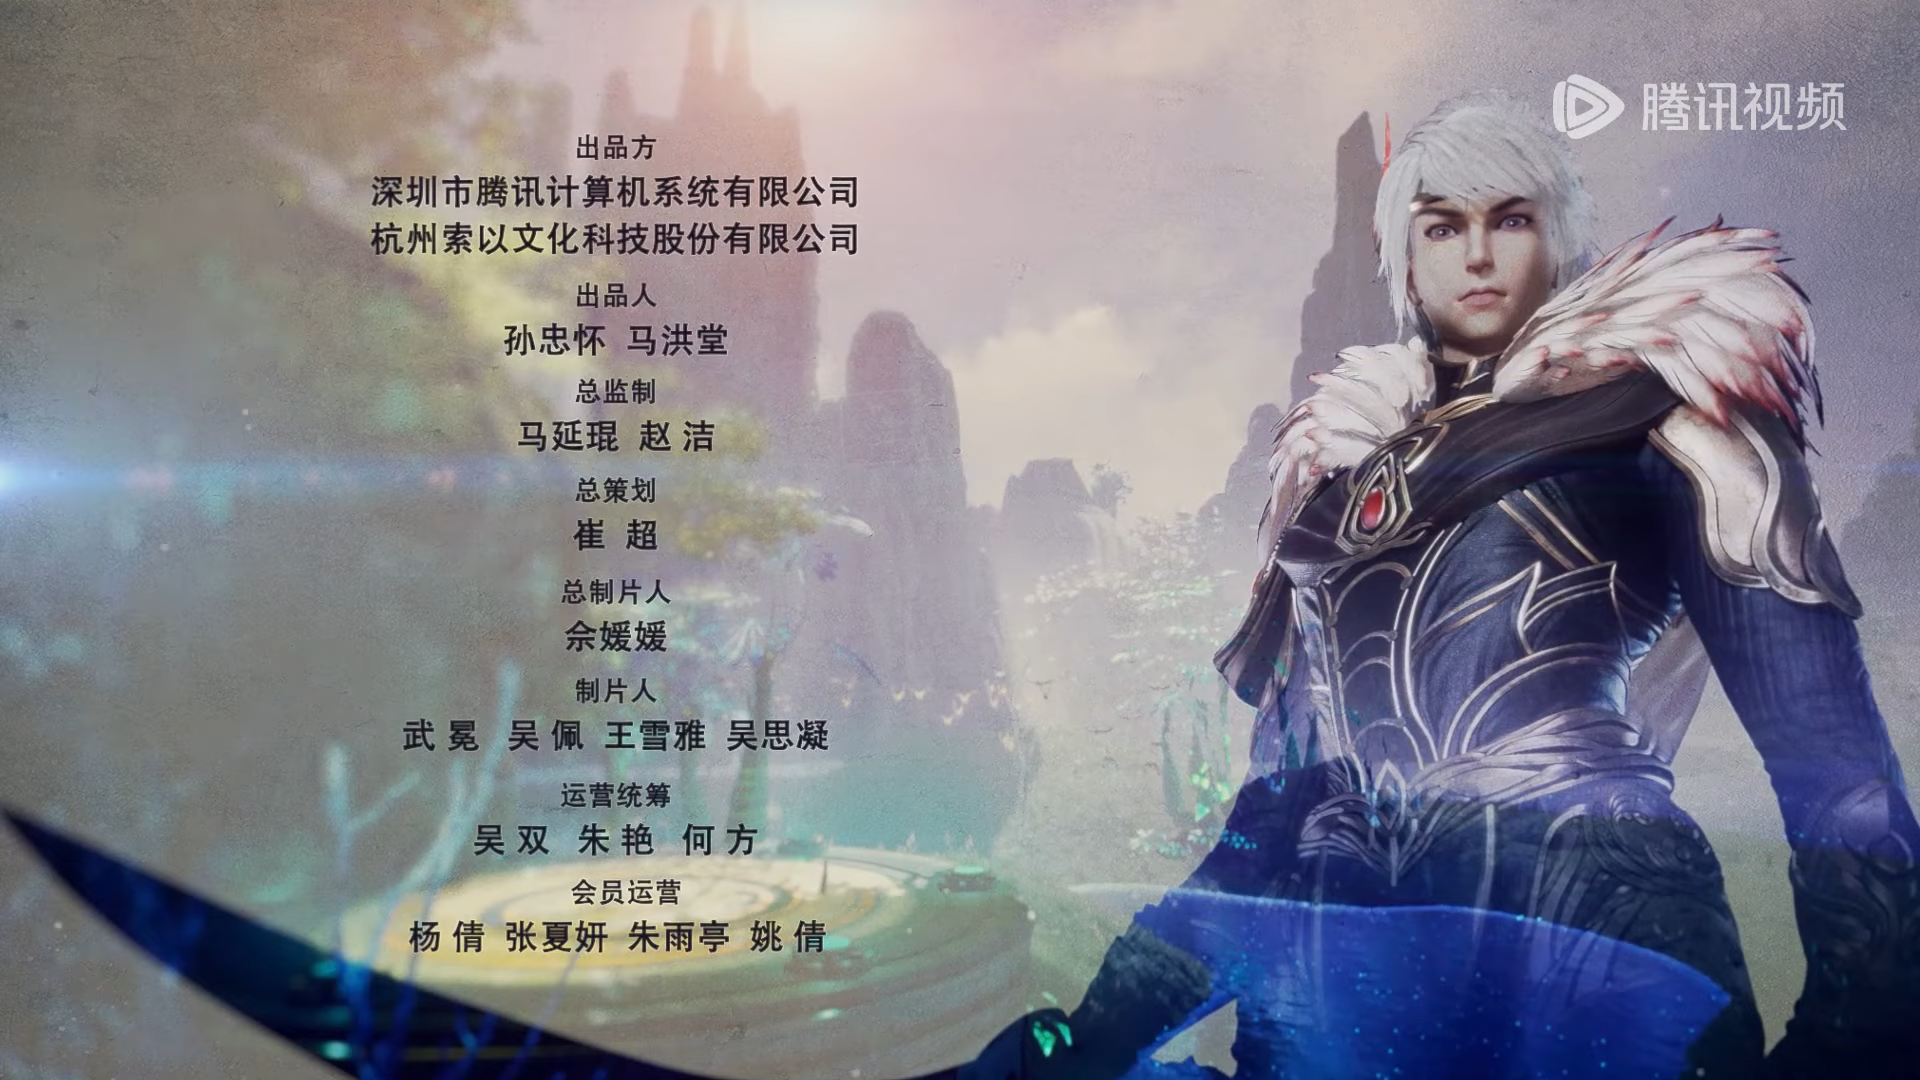 腾讯视频
出品方
深圳市腾讯计算机系统有限公司
杭州索以文化科技股份有限公司
出品人
孙忠怀 马洪堂
总监制
马延琨 赵 洁
总策划
崔 超
总制片人
佘媛媛
制片人
武 冕 吴 佩 王雪雅 吴思凝
运营统筹
吴 双 朱 艳 何 方
会员运营
杨 倩 张夏妍 朱雨亭 姚 倩